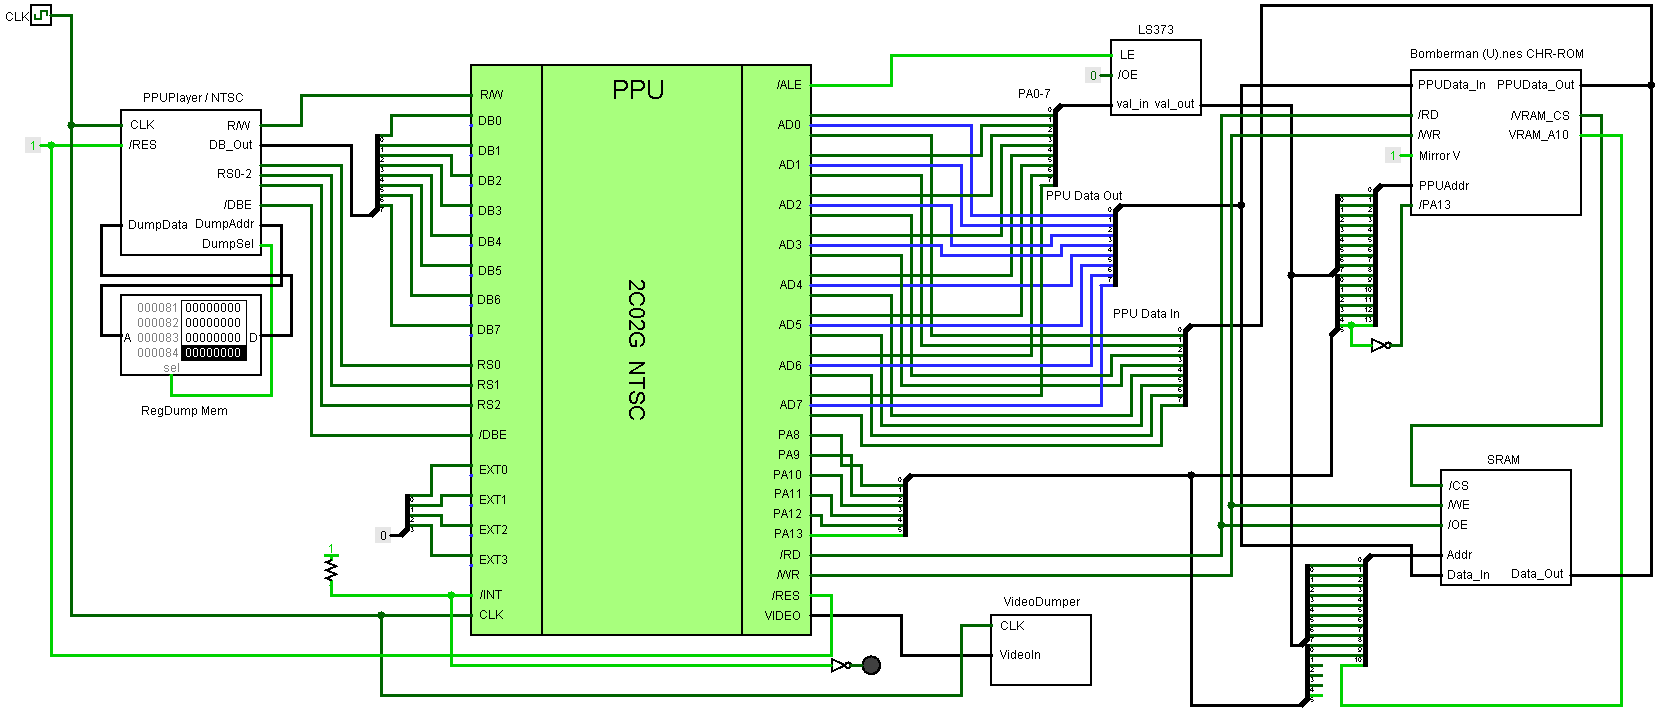 CLK
PPUPlayer / NTSC
CLK
/RES
R/W
DB_Out
RS0-2
/DBE
DumpData
DumpAddr
DumpSel
1
000081 00000000
000082 00000000
000083 00000000
000084 00000000
A
D
sel
RegDump Mem
PPU
2C02G NTSC
R/W
DB0
DB1
DB2
DB3
DB4
DB5
DB6
DB7
RS0
RS1
RS2
/DBE
EXT0
EXT1
EXT2
EXT3
/INT
CLK
0
1
/ALE
AD0
AD1
AD2
AD3
AD4
AD5
AD6
AD7
PA8
PA9
PA10
PA11
PA12
PA13
/RD
/WR
/RES
VIDEO
PA0-7
PPU Data Out
PPU Data In
LS373
LE
/OE
val_in val_out
0
VideoDumper
CLK
VideoIn
Bomberman (U).nes CHR-ROM
PPUData_In PPUData_Out
/RD
/VRAM_CS
/WR
VRAM_A10
1
Mirror V
PPUAddr
/PA13
SRAM
/CS
/WE
/OE
Addr
Data_In
Data_Out